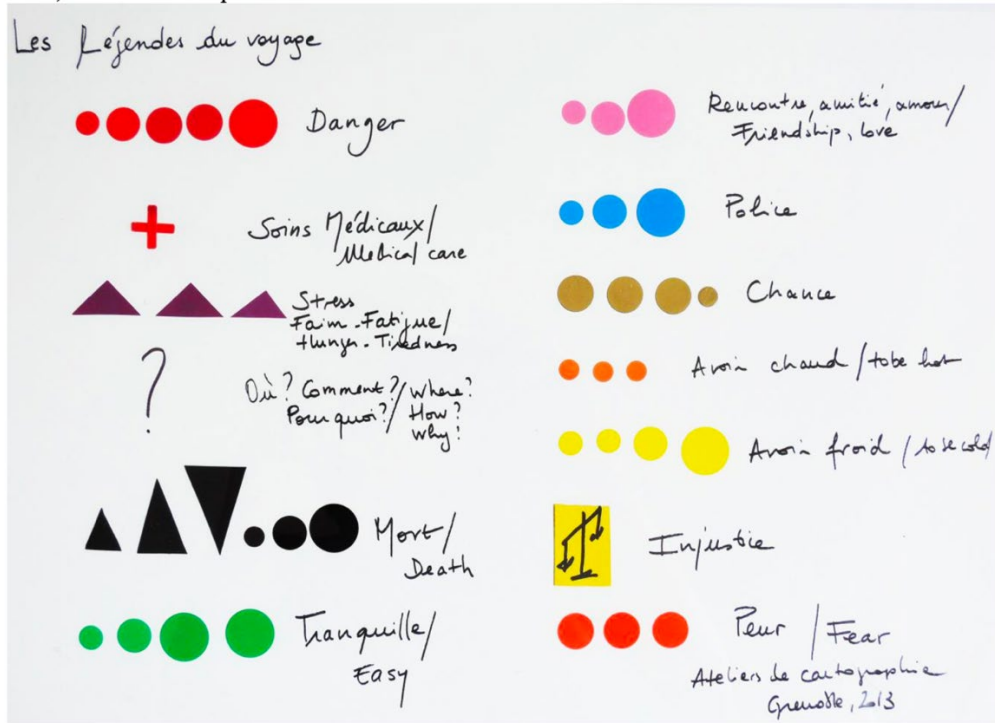 Les Légendes du voyage
Danger
Soins Médicaux/
Medical care
Stress
Faim - Fatigue/
Hunger - Tiredness
?
Où? Comment?/Where?
Pourquoi?/How?
Why?
Mort/
Death
Tranquille/
Easy
Rencontre, amitié, amour/
Friendship, love
Police
Chance
Avoir chaud/to be hot
Avoir froid/to be cold
Injustice
Peur/Fear
Ateliers de cartographie
Grenoble, 2013